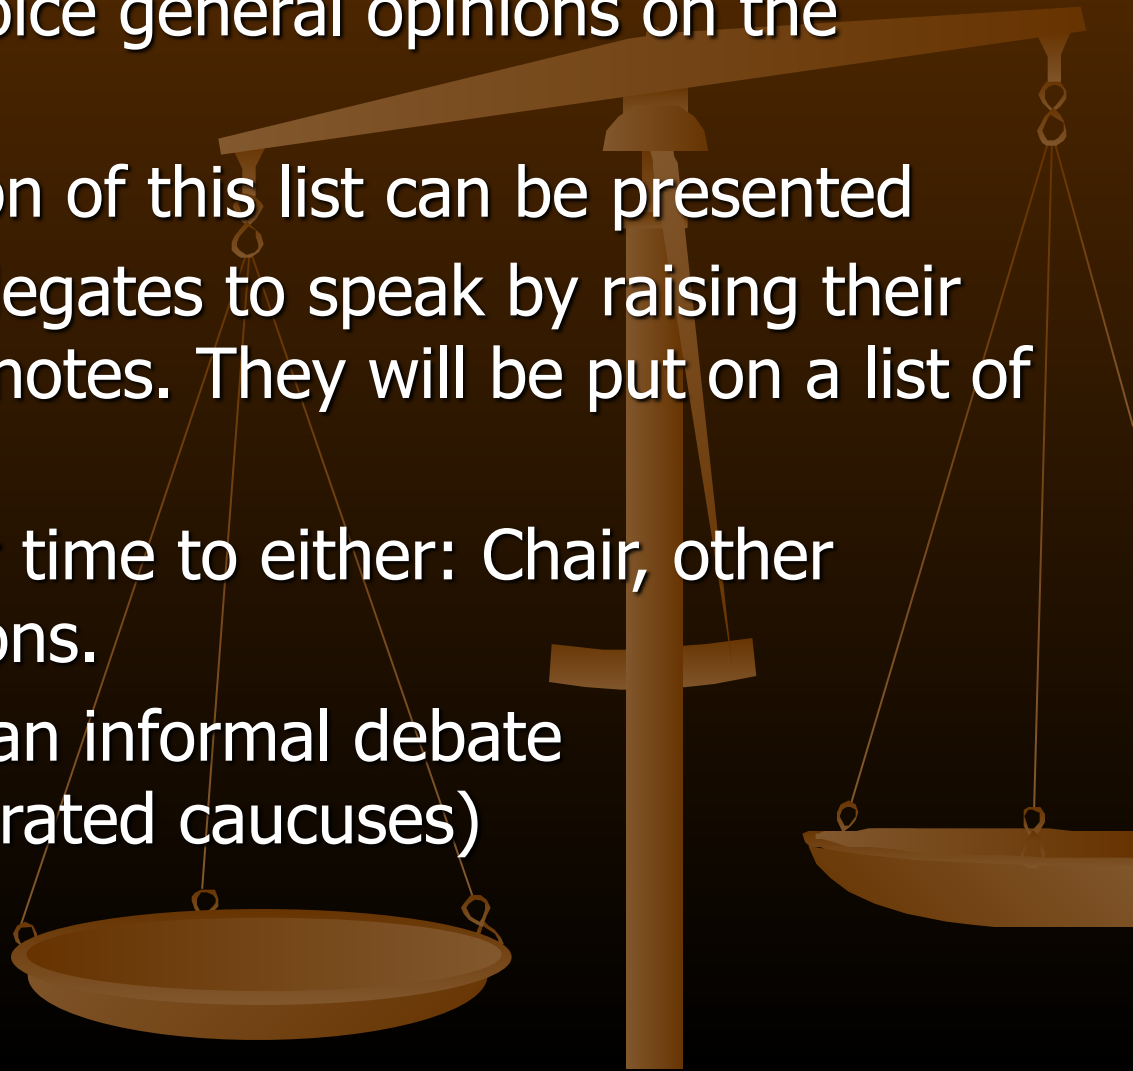 oice general opinions on the
on of this list can be presented
legates to speak by raising their
notes. They will be put on a list of
time to either: Chair, other
ons.
an informal debate
rated caucuses)